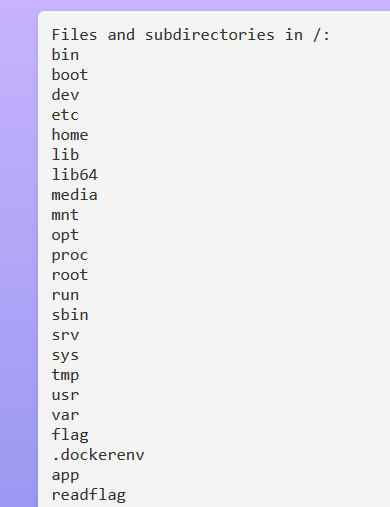 Files and subdirectories in /:
bin
boot
dev
etc
home
lib
lib64
media
mnt
opt
proc
root
run
sbin
srv
sys
tmp
usr
var
flag
.dockerenv
app
readflag